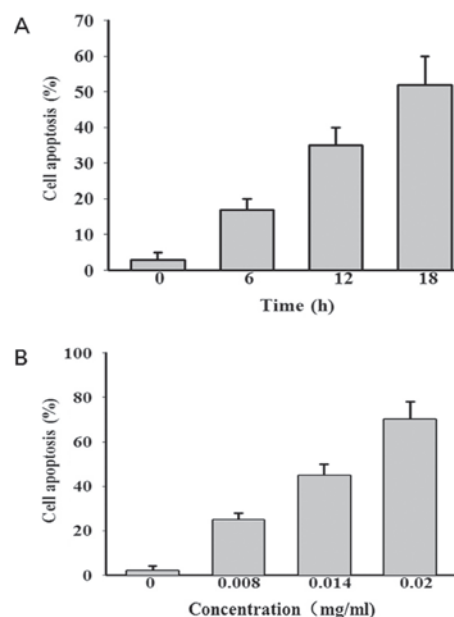 A
70
60
50
40
30
20
10
0
Cell apoptosis (%)
0 6 12 18
Time (h)
B
100
80
60
40
20
0
Cell apoptosis (%)
0 0.008 0.014 0.02
Concentration（mg/ml)